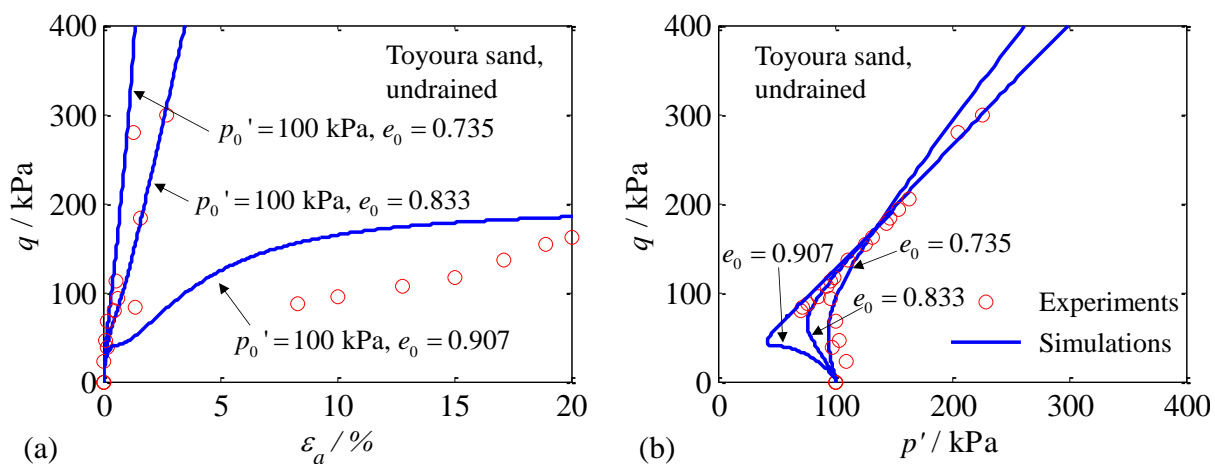 400
300
200
100
0
q / kPa
Toyoura sand,
undrained
p0' = 100 kPa, e0 = 0.735
p0' = 100 kPa, e0 = 0.833
p0' = 100 kPa, e0 = 0.907
0 5 10 15 20
εa / %
(a)
400
300
200
100
0
q / kPa
Toyoura sand,
undrained
e0 = 0.907
e0 = 0.735
e0 = 0.833
Experiments
Simulations
0 100 200 300 400
p' / kPa
(b)